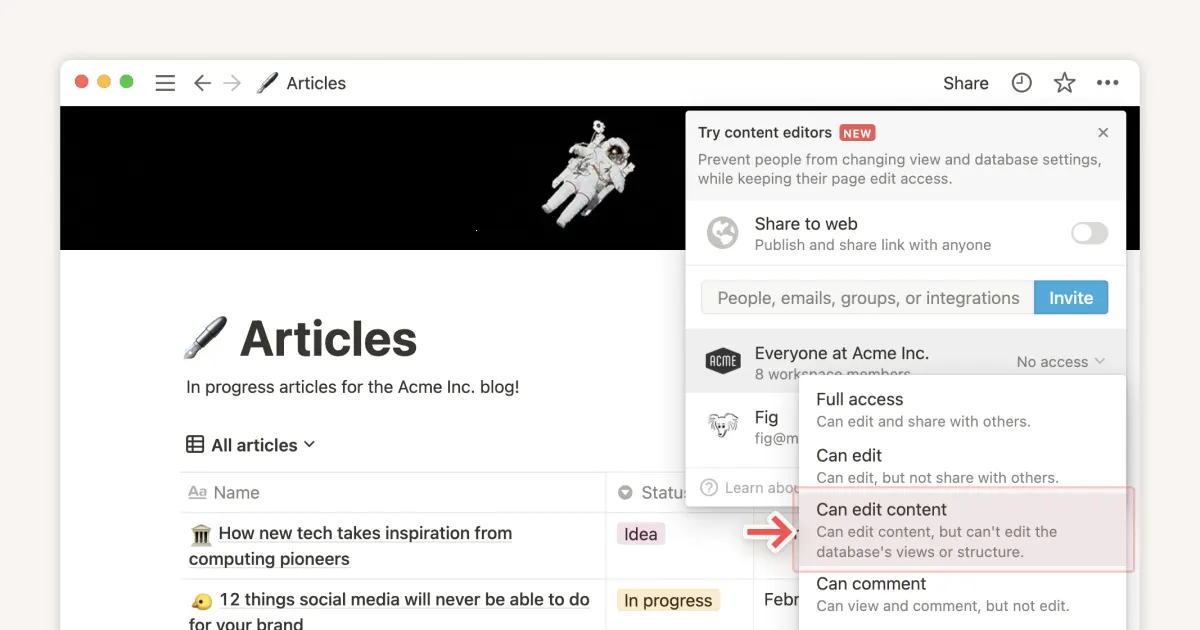 Articles
Share
Try content editors NEW
Prevent people from changing view and database settings,
while keeping their page edit access.
Share to web
Publish and share link with anyone
People, emails, groups, or integrations
Invite
ACME
Everyone at Acme Inc.
8 workspace members
No access
Fig
Full access
Can edit and share with others.
Can edit
Can edit, but not share with others.
Can edit content
Can edit content, but can't edit the
database's views or structure.
Can comment
Can view and comment, but not edit.
Learn
Articles
In progress articles for the Acme Inc. blog!
All articles
Aa Name
How new tech takes inspiration from
computing pioneers
Idea
12 things social media will never be able to do
for your brand
In progress